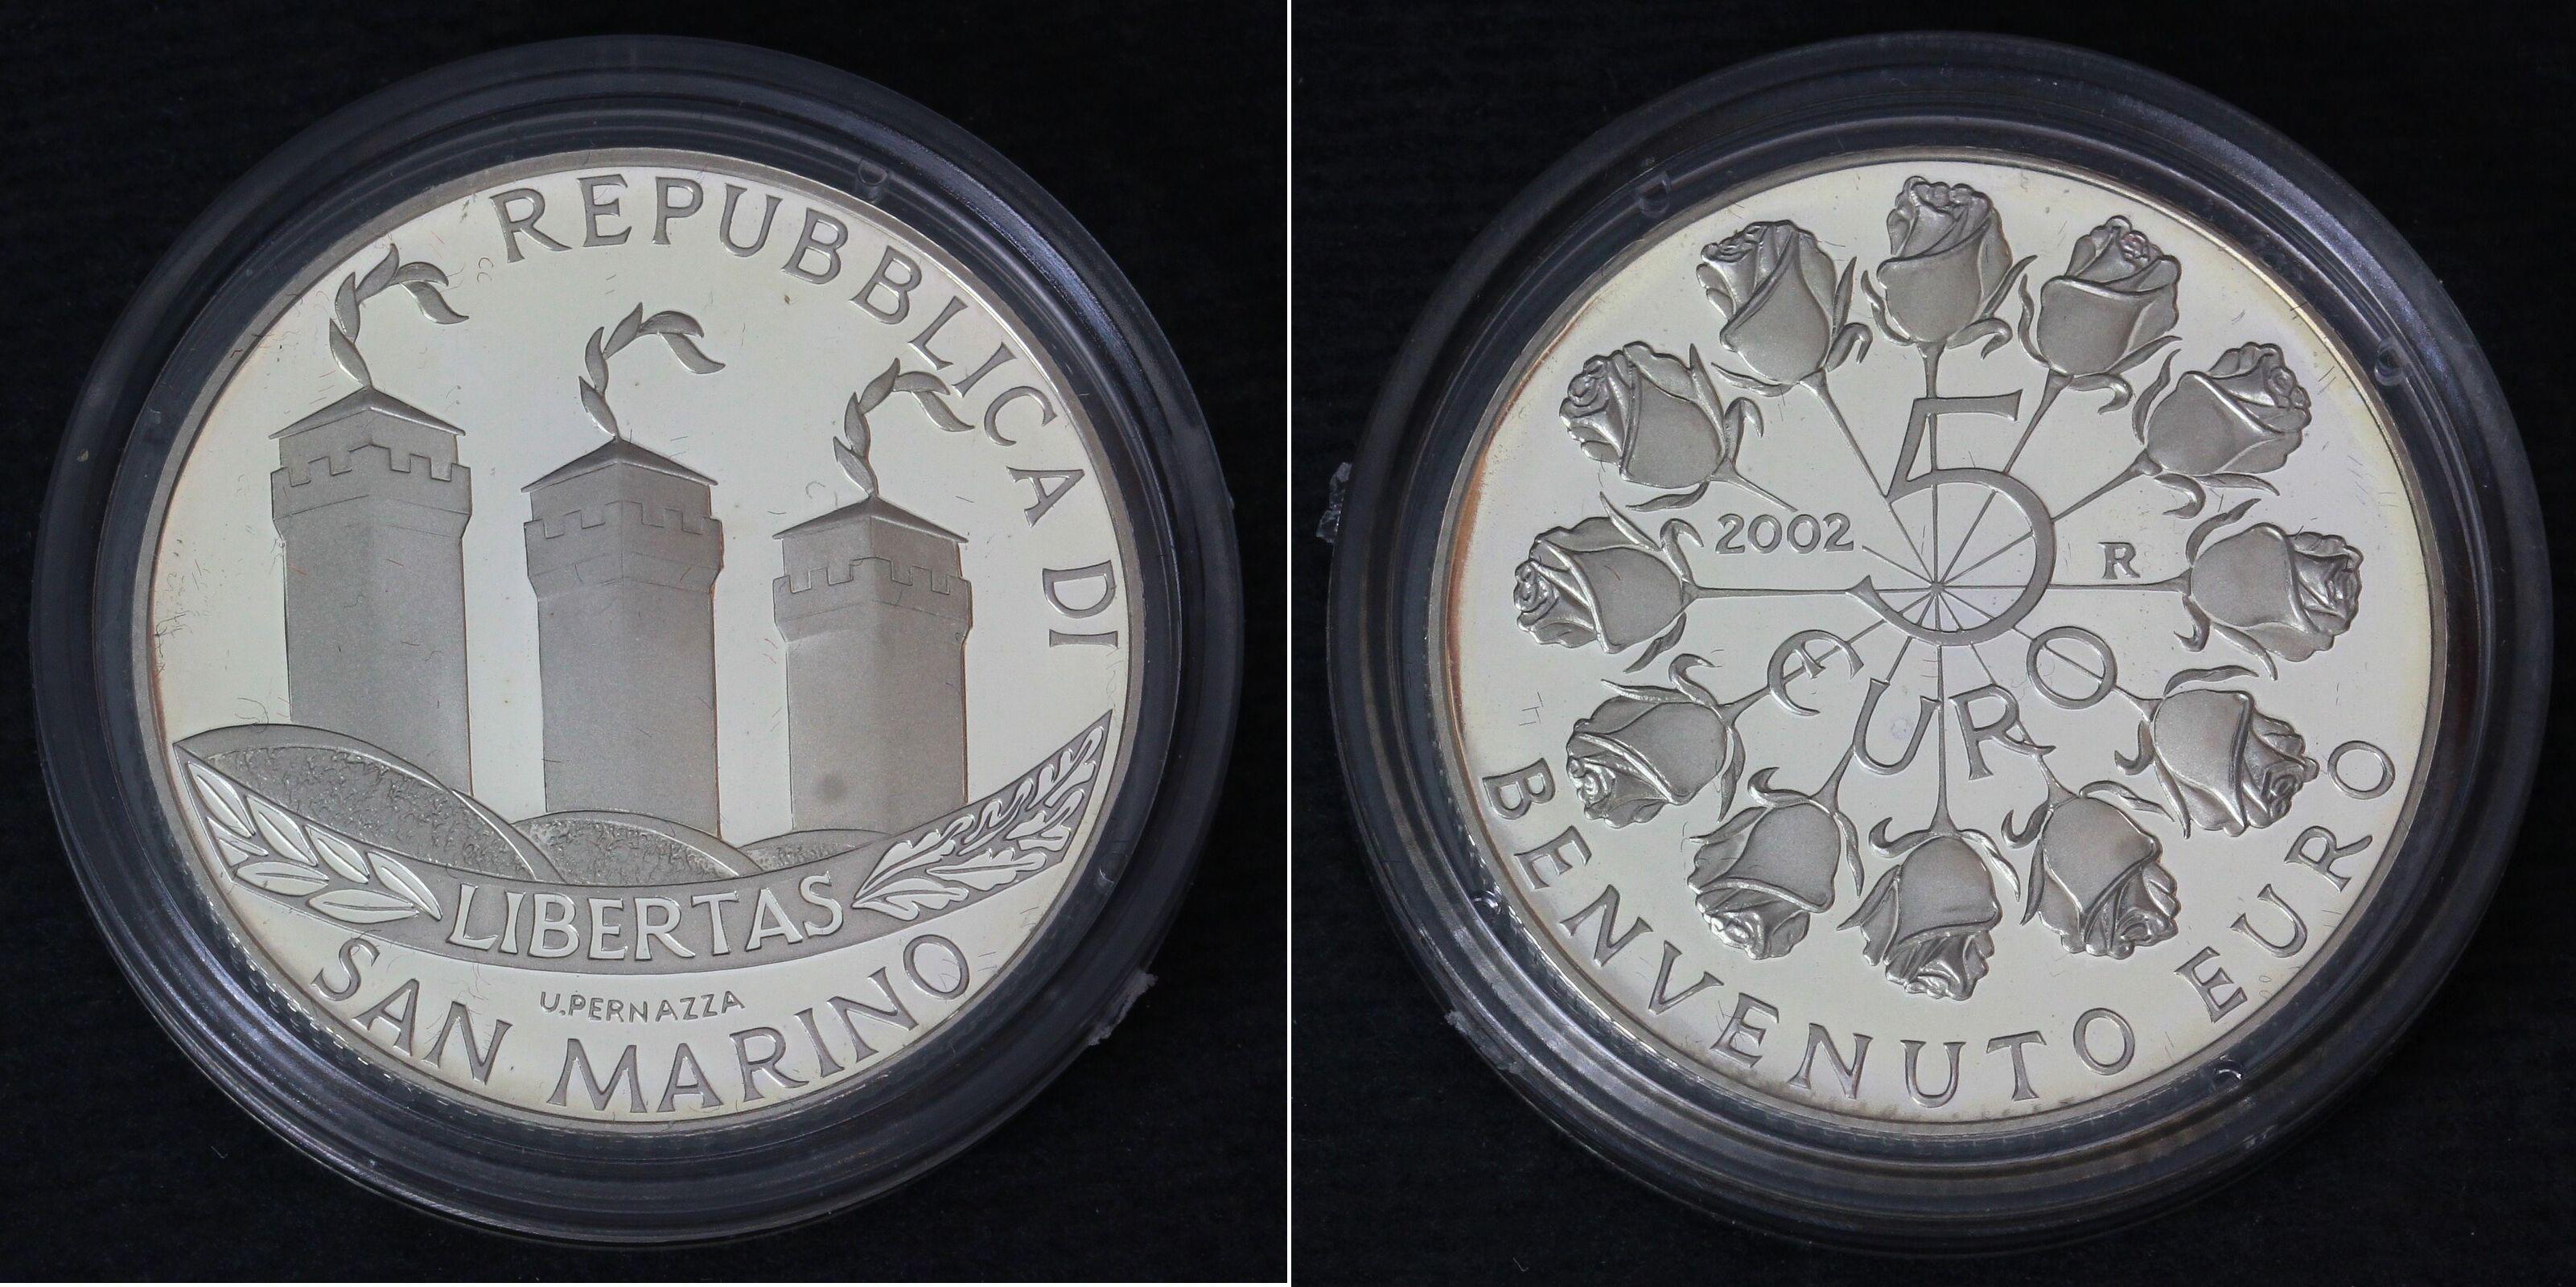 REPUBBLICA DI
LIBERTAS
U.PERNAZZA
SAN MARINO
5
2002
R
EURO
BENVENUTO EURO